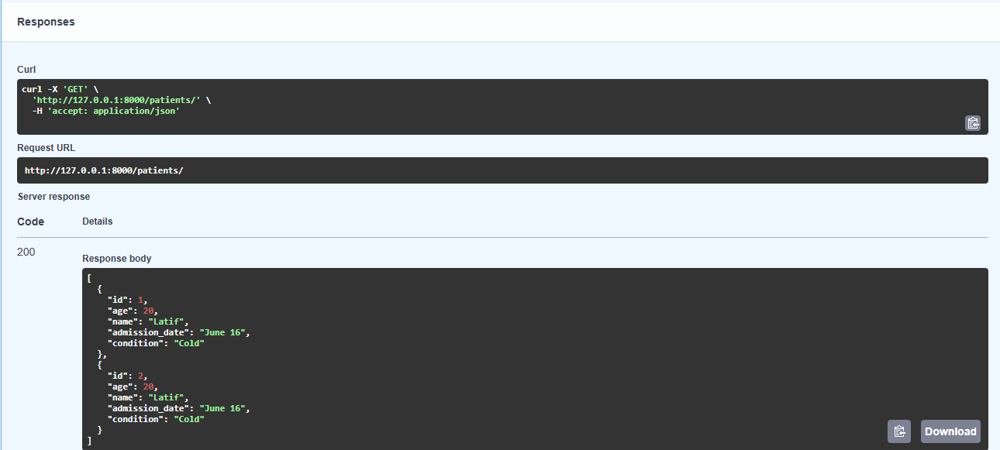 Responses
Curl
curl -X 'GET' \
  'http://127.0.0.1:8000/patients/' \
  -H 'accept: application/json'
Request URL
http://127.0.0.1:8000/patients/
Server response
Code Details
200
Response body
[
  {
    "id": 1,
    "age": 20,
    "name": "Latif",
    "admission_date": "June 16",
    "condition": "Cold"
  },
  {
    "id": 2,
    "age": 20,
    "name": "Latif",
    "admission_date": "June 16",
    "condition": "Cold"
  }
]
Download